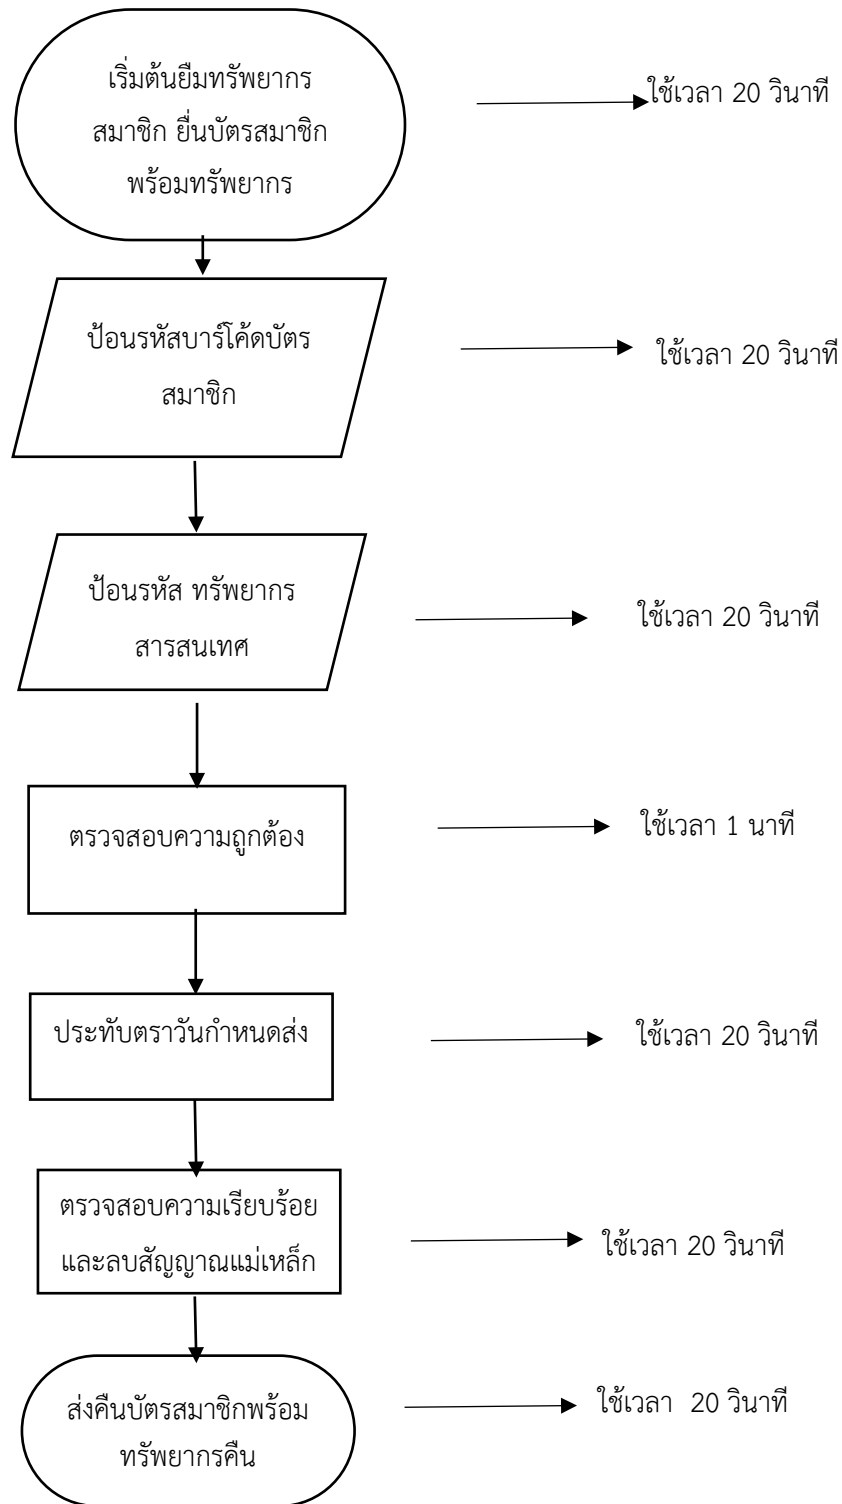 เริ่มต้นยืมทรัพยากร
สมาชิก ยื่นบัตรสมาชิก
พร้อมทรัพยากร
ใช้เวลา 20 วินาที
ป้อนรหัสบาร์โค้ดบัตร
สมาชิก
ใช้เวลา 20 วินาที
ป้อนรหัส ทรัพยากร
สารสนเทศ
ใช้เวลา 20 วินาที
ตรวจสอบความถูกต้อง
ใช้เวลา 1 นาที
ประทับตราวันกำหนดส่ง
ใช้เวลา 20 วินาที
ตรวจสอบความเรียบร้อย
และลบสัญญาณแม่เหล็ก
ใช้เวลา 20 วินาที
ส่งคืนบัตรสมาชิกพร้อม
ทรัพยากรคืน
ใช้เวลา 20 วินาที